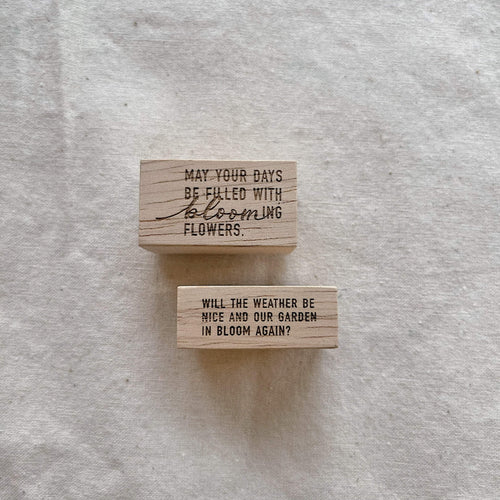 MAY YOUR DAYS
BE FILLED WITH
blooming
FLOWERS.
WILL THE WEATHER BE
NICE AND OUR GARDEN
IN BLOOM AGAIN?